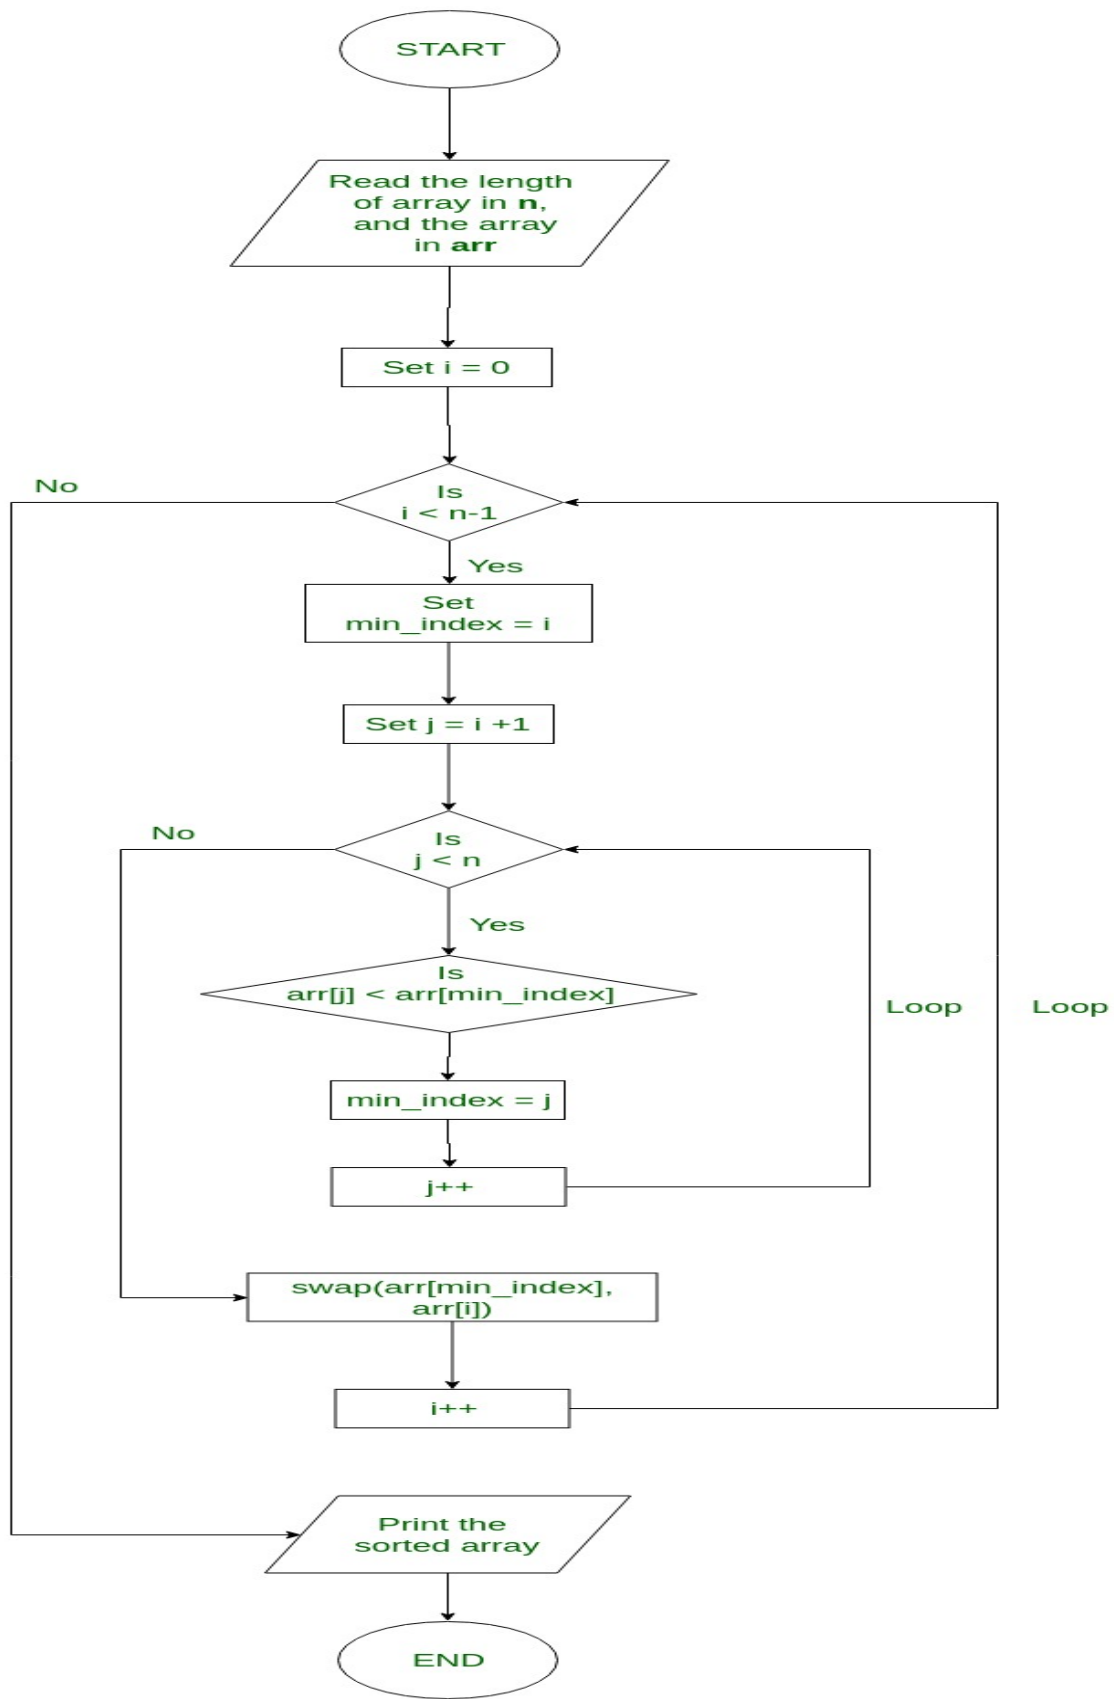 START
Read the length
of array in n,
and the array
in arr
Set i = 0
No
Is
i < n-1
Yes
Set
min_index = i
Set j = i +1
No
Is
j < n
Yes
Is
arr[j] < arr[min_index]
Loop
Loop
min_index = j
j++
swap(arr[min_index],
arr[i])
i++
Print the
sorted array
END